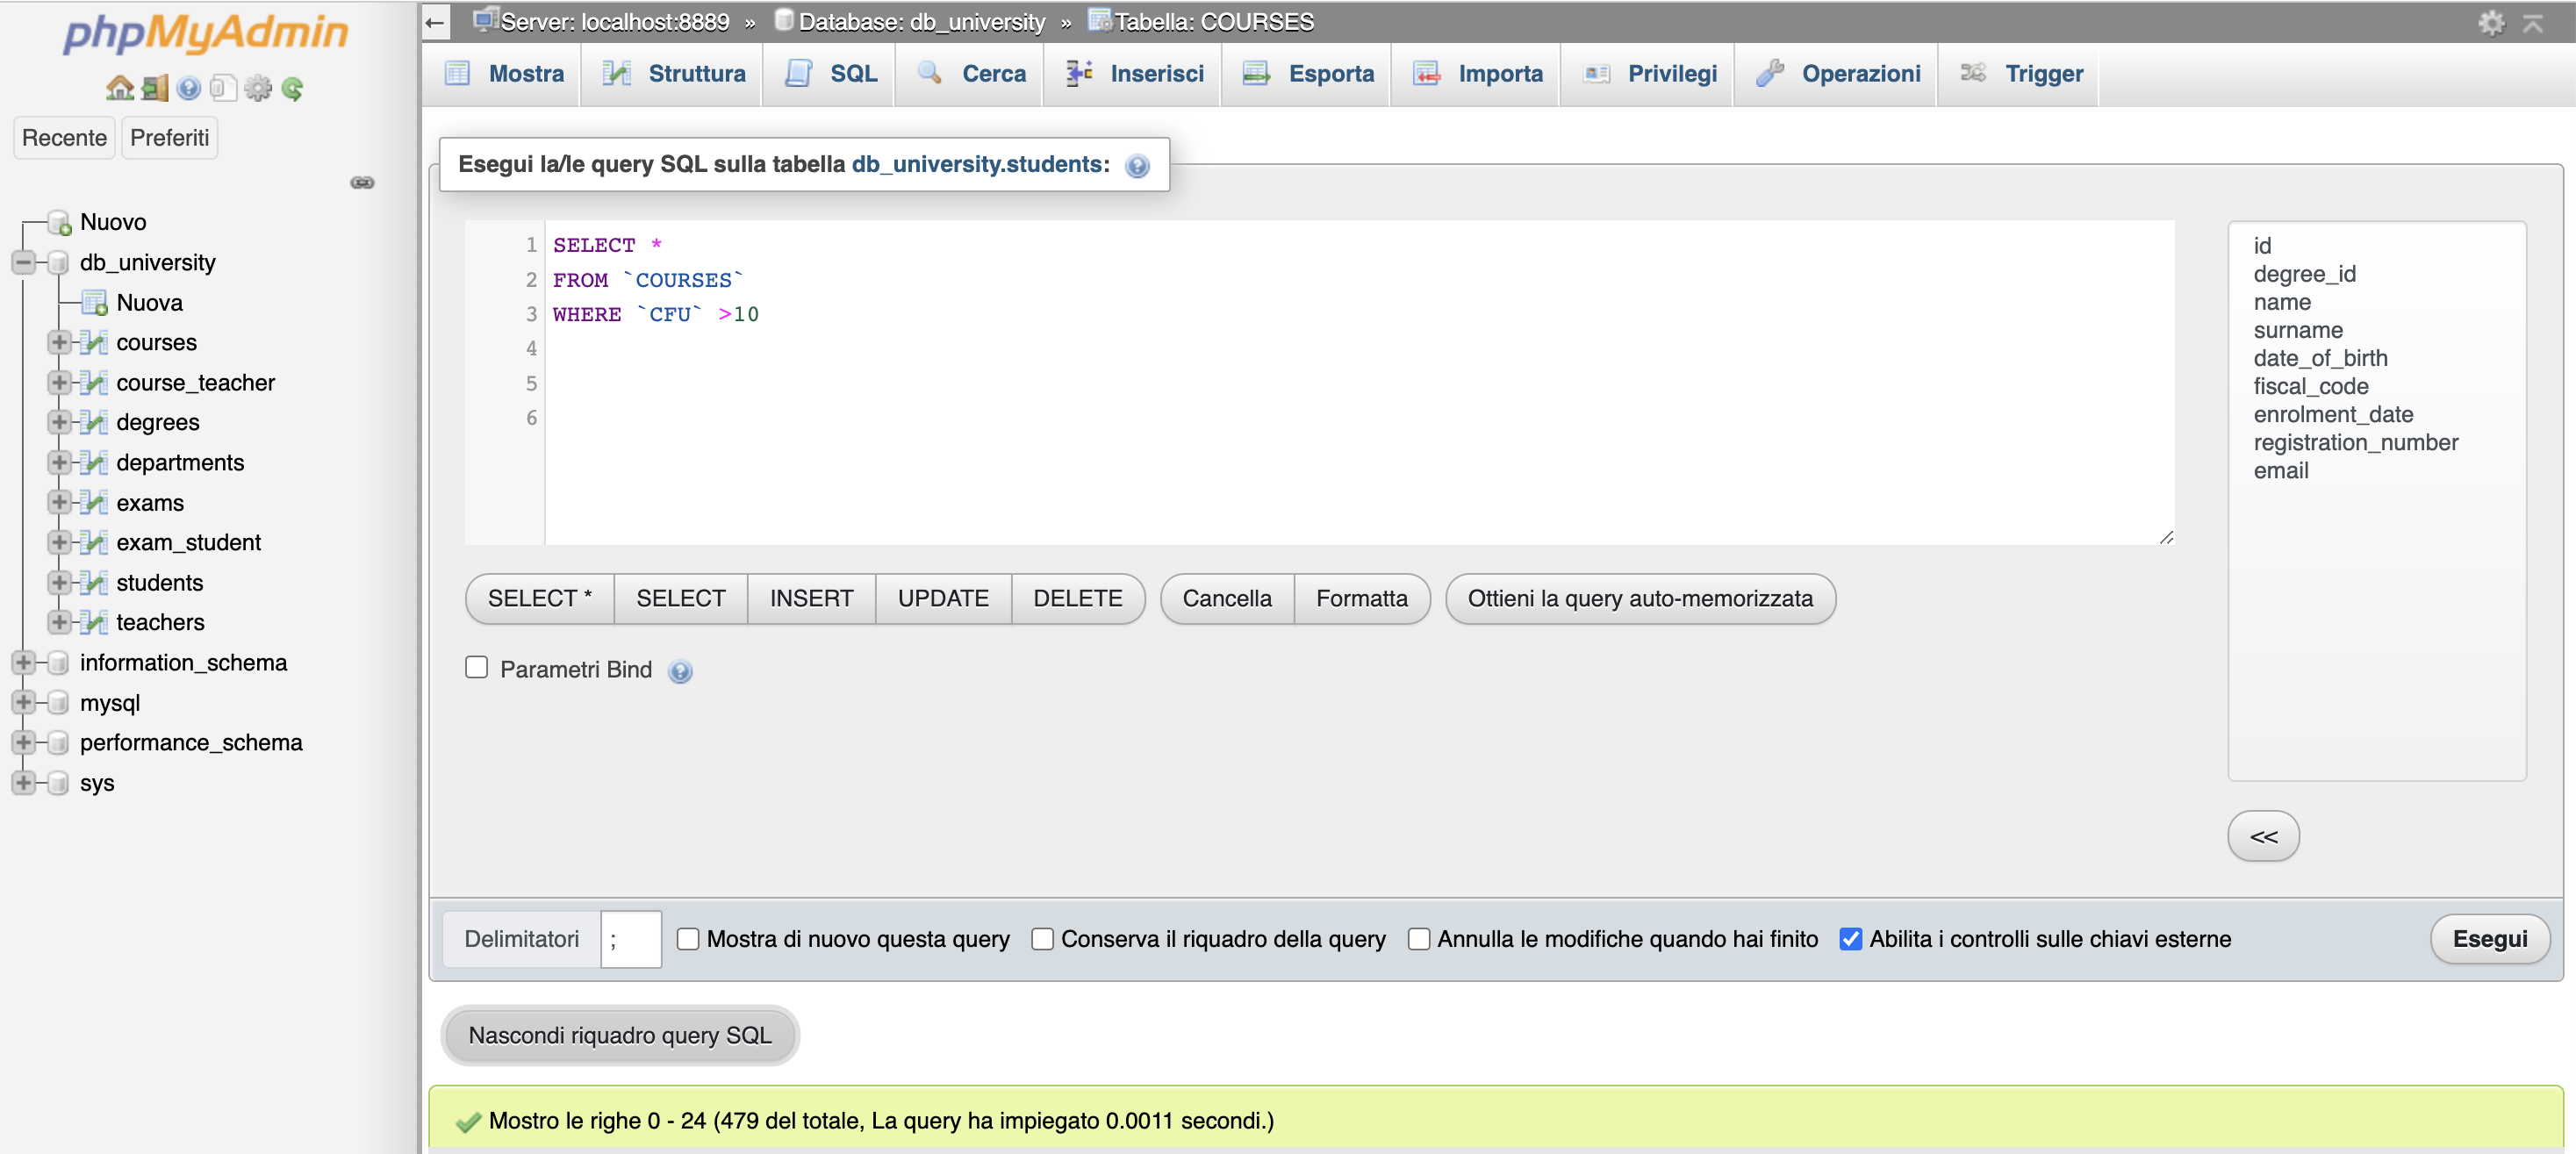 phpMyAdmin
Recente Preferiti
Nuovo
db_university
Nuova
courses
course_teacher
degrees
departments
exams
exam_student
students
teachers
information_schema
mysql
performance_schema
sys
Server: localhost:8889 » Database: db_university » Tabella: COURSES
Mostra Struttura SQL Cerca Inserisci Esporta Importa Privilegi Operazioni Trigger
Esegui la/le query SQL sulla tabella db_university.students:
1 SELECT *
2 FROM `COURSES`
3 WHERE `CFU` >10
4
5
6
id
degree_id
name
surname
date_of_birth
fiscal_code
enrolment_date
registration_number
email
<<
SELECT * SELECT INSERT UPDATE DELETE Cancella Formatta Ottieni la query auto-memorizzata
Parametri Bind
Delimitatori ; Mostra di nuovo questa query Conserva il riquadro della query Annulla le modifiche quando hai finito Abilita i controlli sulle chiavi esterne Esegui
Nascondi riquadro query SQL
Mostro le righe 0 - 24 (479 del totale, La query ha impiegato 0.0011 secondi.)